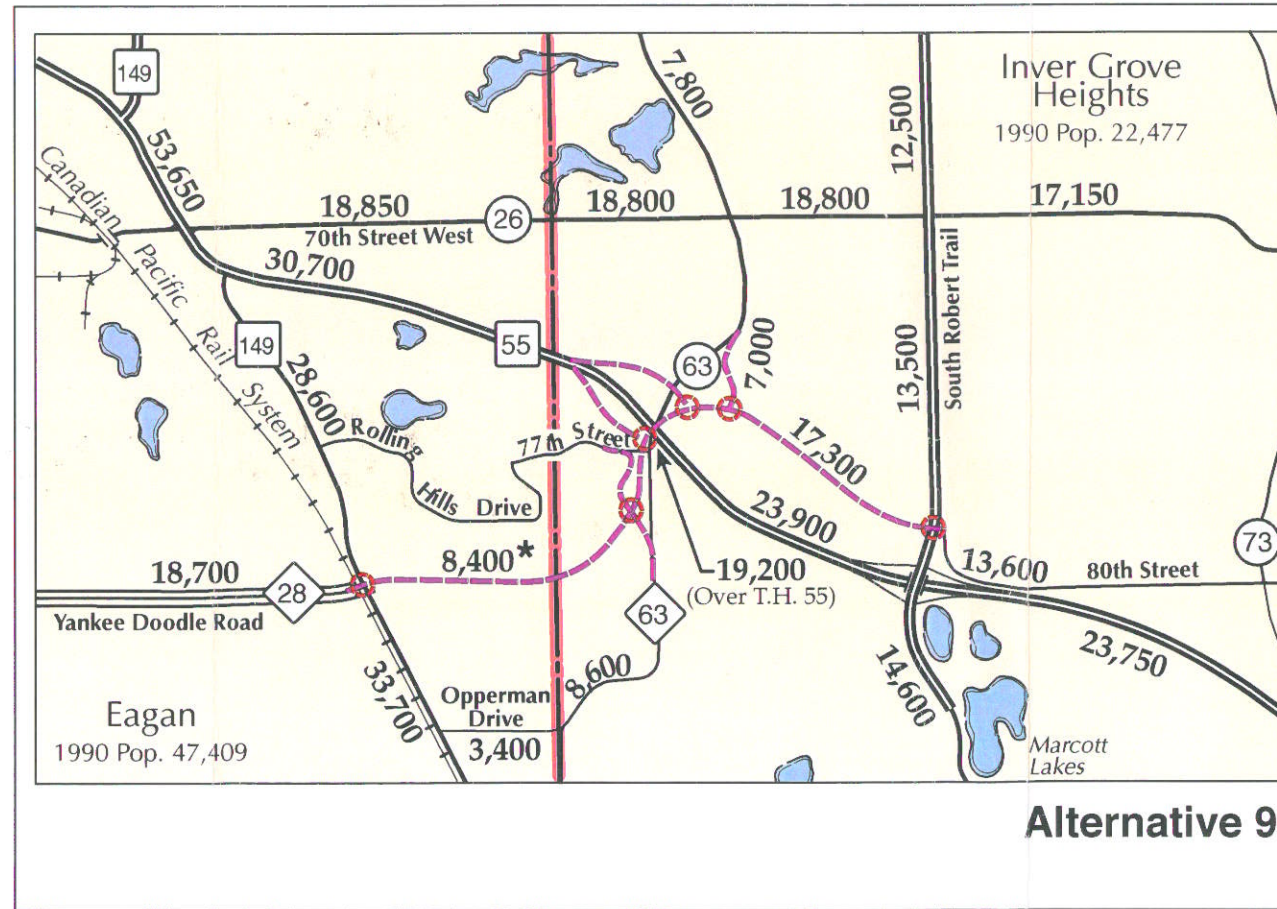 149
53,650
Canadian
Pacific
Rail
System
18,850
70th Street West
26
18,800
7,800
18,800
12,500
Inver Grove
Heights
1990 Pop. 22,477
17,150
30,700
149
28,600
55
63
7,000
13,500
South Robert Trail
Rolling
Hills Drive
77th Street
17,300
23,900
73
18,700
28
Yankee Doodle Road
8,400*
19,200
(Over T.H. 55)
63
13,600
80th Street
23,750
14,600
33,700
8,600
Opperman
Drive
3,400
Eagan
1990 Pop. 47,409
Marcott
Lakes
Alternative 9